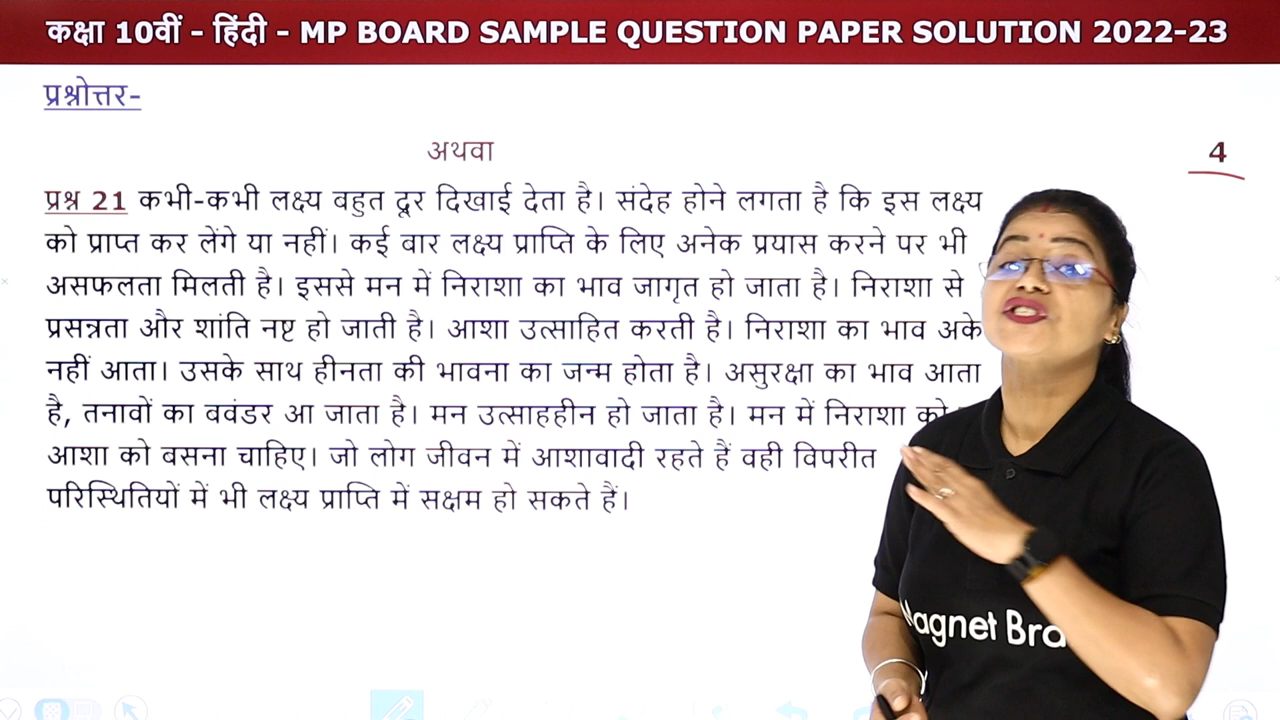 कक्षा 10वीं - हिंदी - MP BOARD SAMPLE QUESTION PAPER SOLUTION 2022-23
प्रश्नोत्तर-
अथवा 4
प्रश्न 21 कभी-कभी लक्ष्य बहुत दूर दिखाई देता है। संदेह होने लगता है कि इस लक्ष्य
को प्राप्त कर लेंगे या नहीं। कई बार लक्ष्य प्राप्ति के लिए अनेक प्रयास करने पर भी
असफलता मिलती है। इससे मन में निराशा का भाव जागृत हो जाता है। निराशा से
प्रसन्नता और शांति नष्ट हो जाती है। आशा उत्साहित करती है। निराशा का भाव अके
नहीं आता। उसके साथ हीनता की भावना का जन्म होता है। असुरक्षा का भाव आता
है, तनावों का बवंडर आ जाता है। मन उत्साहहीन हो जाता है। मन में निराशा को
आशा को बसना चाहिए। जो लोग जीवन में आशावादी रहते हैं वही विपरीत
परिस्थितियों में भी लक्ष्य प्राप्ति में सक्षम हो सकते हैं।
agnet Bra